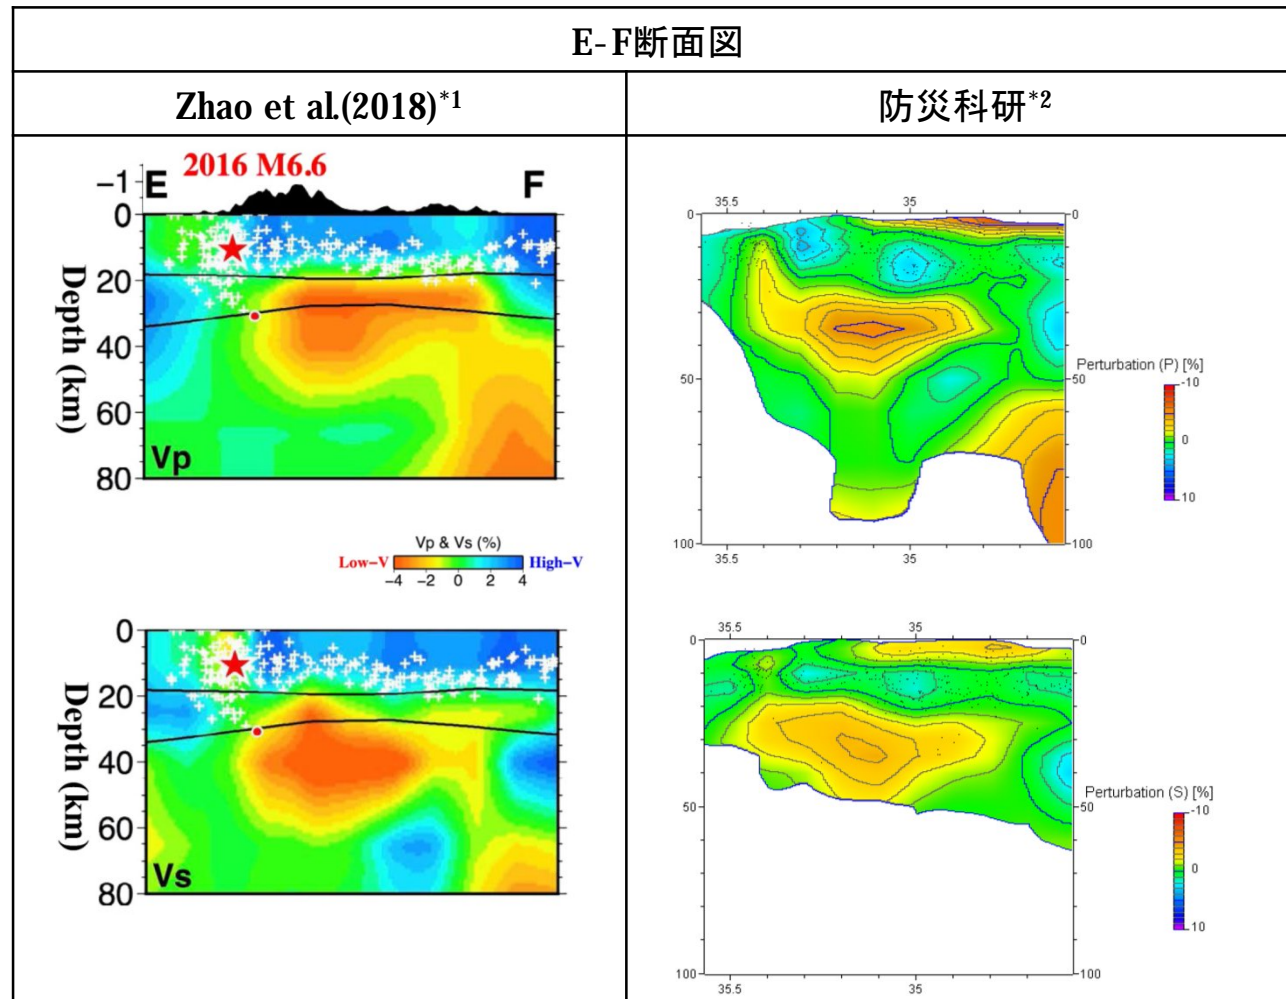 E-F断面図
Zhao et al.(2018)*1
防災科研*2
2016 M6.6
E
F
-1
0
20
40
60
80
Depth (km)
Vp
Vp & Vs (%)
Low-V
High-V
-4 -2 0 2 4
0
20
40
60
80
Depth (km)
Vs
35.5 35
0 0
50 50
100 100
35.5 35
Perturbation (P) [%]
-10
0
10
35.5 35
0 0
50 50
100 100
35.5 35
Perturbation (S) [%]
-10
0
10